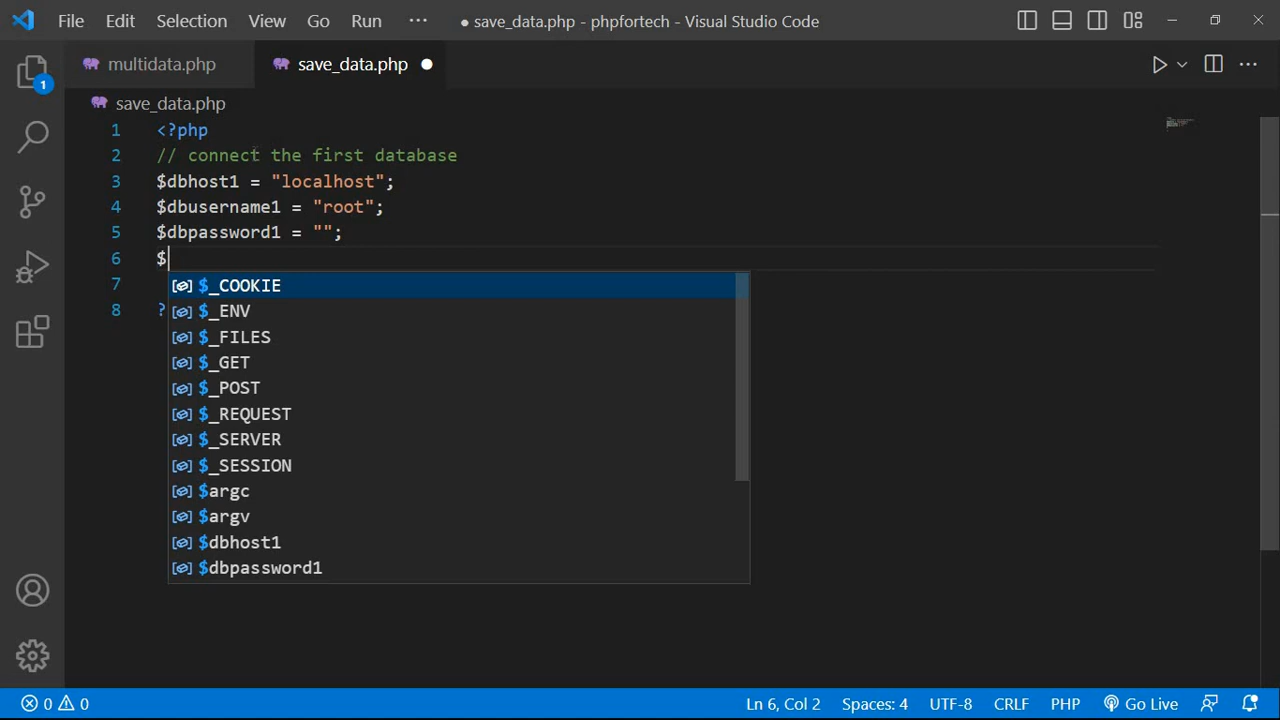 File Edit Selection View Go Run ··· ● save_data.php - phpfortech - Visual Studio Code
multidata.php save_data.php
save_data.php
1 <?php
2 // connect the first database
3 $dbhost1 = "localhost";
4 $dbusername1 = "root";
5 $dbpassword1 = "";
6 $
7
8 ?
$_COOKIE
$_ENV
$_FILES
$_GET
$_POST
$_REQUEST
$_SERVER
$_SESSION
$argc
$argv
$dbhost1
$dbpassword1
1
0 0 Ln 6, Col 2 Spaces: 4 UTF-8 CRLF PHP Go Live